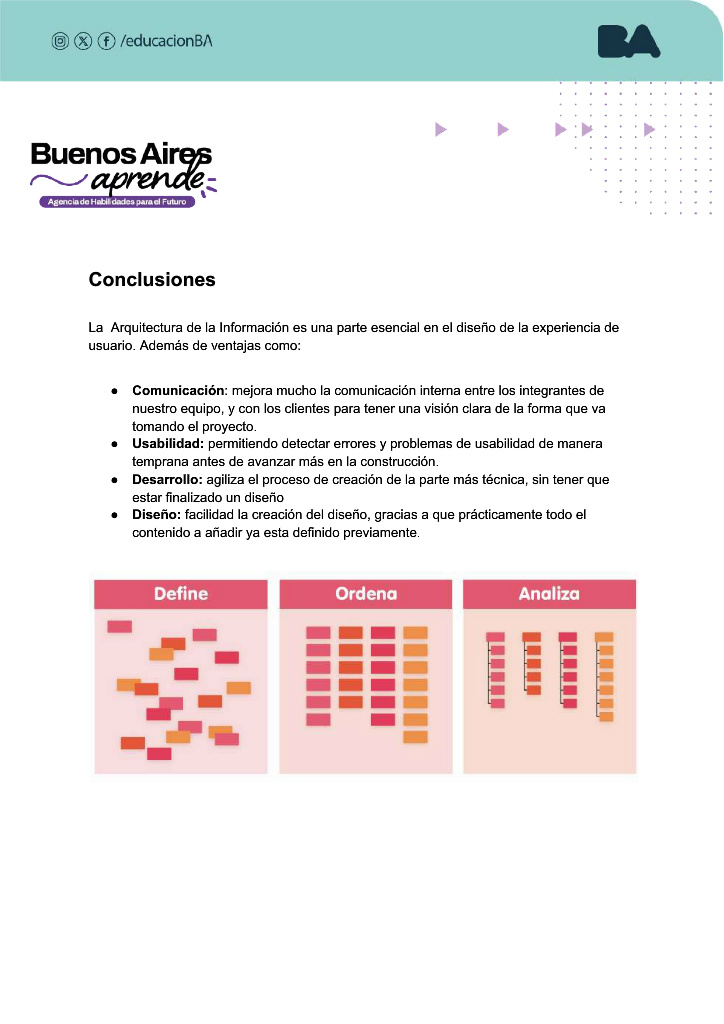 /educacionBA
BA
Buenos Aires
aprende
Agencia de Habilidades para el Futuro
Conclusiones
La  Arquitectura de la Información es una parte esencial en el diseño de la experiencia de
usuario. Además de ventajas como:
● Comunicación: mejora mucho la comunicación interna entre los integrantes de
nuestro equipo, y con los clientes para tener una visión clara de la forma que va
tomando el proyecto.
● Usabilidad: permitiendo detectar errores y problemas de usabilidad de manera
temprana antes de avanzar más en la construcción.
● Desarrollo: agiliza el proceso de creación de la parte más técnica, sin tener que
estar finalizado un diseño
● Diseño: facilidad la creación del diseño, gracias a que prácticamente todo el
contenido a añadir ya esta definido previamente.
Define
Ordena
Analiza